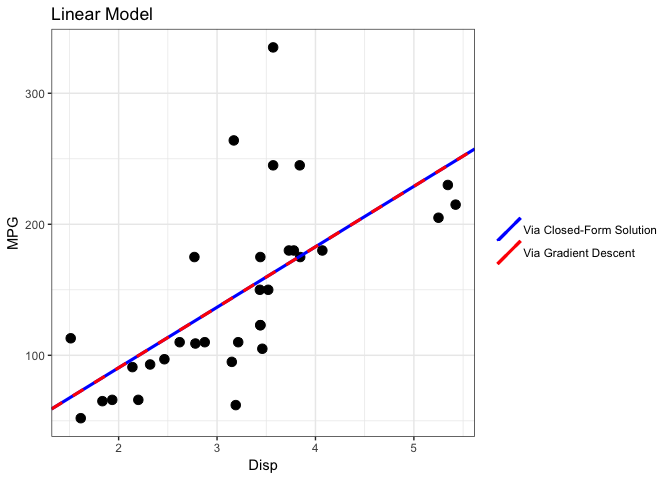 Linear Model
MPG
300
200
100
2 3 4 5
Disp
Via Closed-Form Solution
Via Gradient Descent